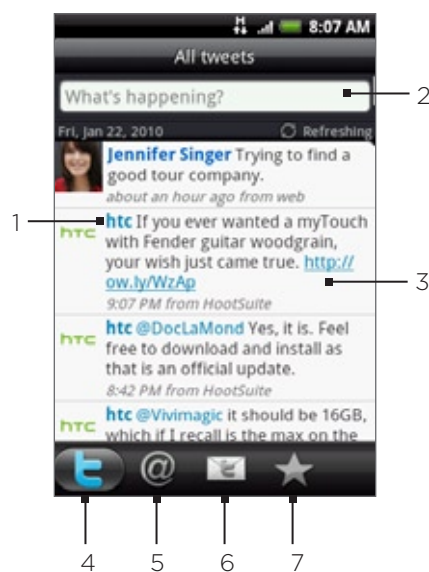 H 8:07 AM
All tweets
What's happening?
2
Fri, Jan 22, 2010 Refreshing
Jennifer Singer Trying to find a
good tour company.
about an hour ago from web
1
htc
htc If you ever wanted a myTouch
with Fender guitar woodgrain,
your wish just came true. http://
ow.ly/WzAp
3
9:07 PM from HootSuite
htc
htc @DocLaMond Yes, it is. Feel
free to download and install as
that is an official update.
8:42 PM from HootSuite
htc
htc @Vivimagic it should be 16GB,
which if I recall is the max on the
t @ t
4 5 6 7